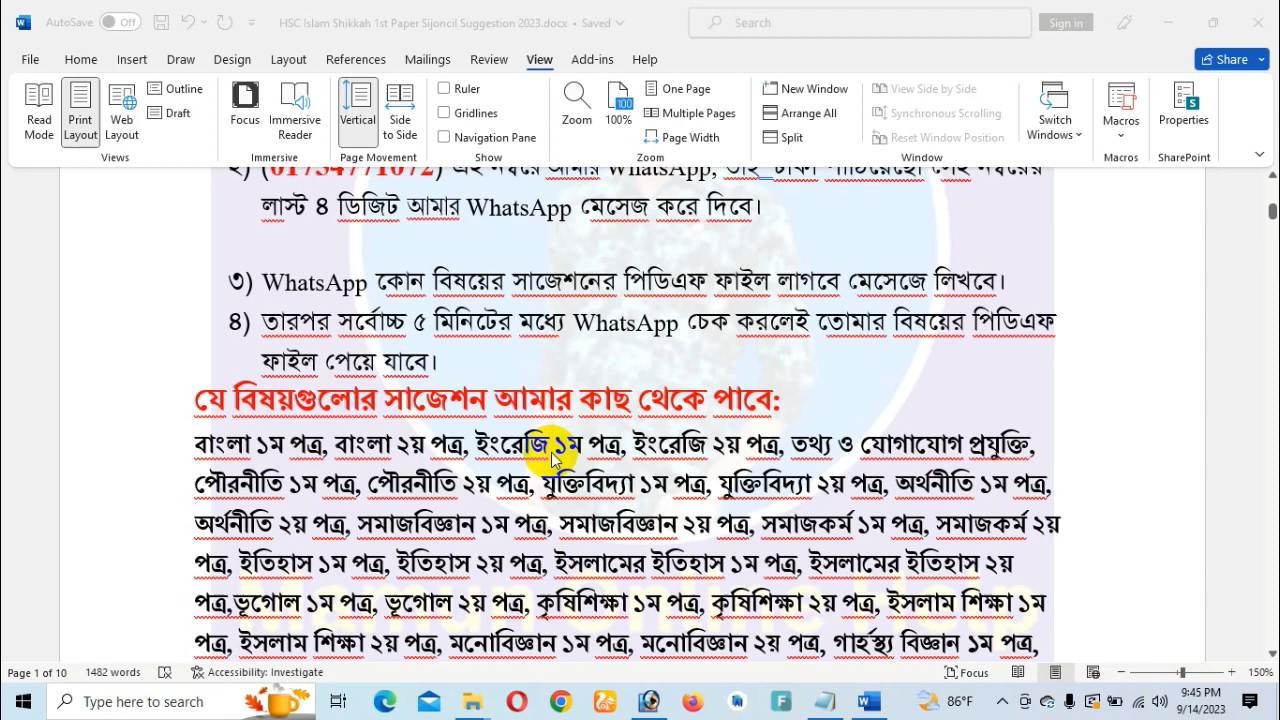 AutoSave Off HSC Islam Shikkah 1st Paper Sijoncil Suggestion 2023.docx • Saved Search Sign in
File Home Insert Draw Design Layout References Mailings Review View Add-ins Help Share
Read Mode Print Layout Web Layout Outline Draft Focus Immersive Reader Vertical Side to Side Ruler Gridlines Navigation Pane Zoom 100% One Page Multiple Pages Page Width New Window Arrange All Split View Side by Side Synchronous Scrolling Reset Window Position Switch Windows Macros Properties
Views Immersive Page Movement Show Zoom Window Macros SharePoint
লাস্ট ৪ ডিজিট আমার WhatsApp মেসেজ করে দিবে।
৩) WhatsApp কোন বিষয়ের সাজেশনের পিডিএফ ফাইল লাগবে মেসেজে লিখবে।
৪) তারপর সর্বোচ্চ ৫ মিনিটের মধ্যে WhatsApp চেক করলেই তোমার বিষয়ের পিডিএফ
ফাইল পেয়ে যাবে।
যে বিষয়গুলোর সাজেশন আমার কাছ থেকে পাবে:
বাংলা ১ম পত্র, বাংলা ২য় পত্র, ইংরেজি ১ম পত্র, ইংরেজি ২য় পত্র, তথ্য ও যোগাযোগ প্রযুক্তি,
পৌরনীতি ১ম পত্র, পৌরনীতি ২য় পত্র, যুক্তিবিদ্যা ১ম পত্র, যুক্তিবিদ্যা ২য় পত্র, অর্থনীতি ১ম পত্র,
অর্থনীতি ২য় পত্র, সমাজবিজ্ঞান ১ম পত্র, সমাজবিজ্ঞান ২য় পত্র, সমাজকর্ম ১ম পত্র, সমাজকর্ম ২য়
পত্র, ইতিহাস ১ম পত্র, ইতিহাস ২য় পত্র, ইসলামের ইতিহাস ১ম পত্র, ইসলামের ইতিহাস ২য়
পত্র,ভূগোল ১ম পত্র, ভূগোল ২য় পত্র, কৃষিশিক্ষা ১ম পত্র, কৃষিশিক্ষা ২য় পত্র, ইসলাম শিক্ষা ১ম
পত্র, ইসলাম শিক্ষা ২য় পত্র, মনোবিজ্ঞান ১ম পত্র, মনোবিজ্ঞান ২য় পত্র, গার্হস্থ্য বিজ্ঞান ১ম পত্র,
Page 1 of 10 1482 words Accessibility: Investigate Focus 150%
Type here to search 86°F 9:45 PM
9/14/2023